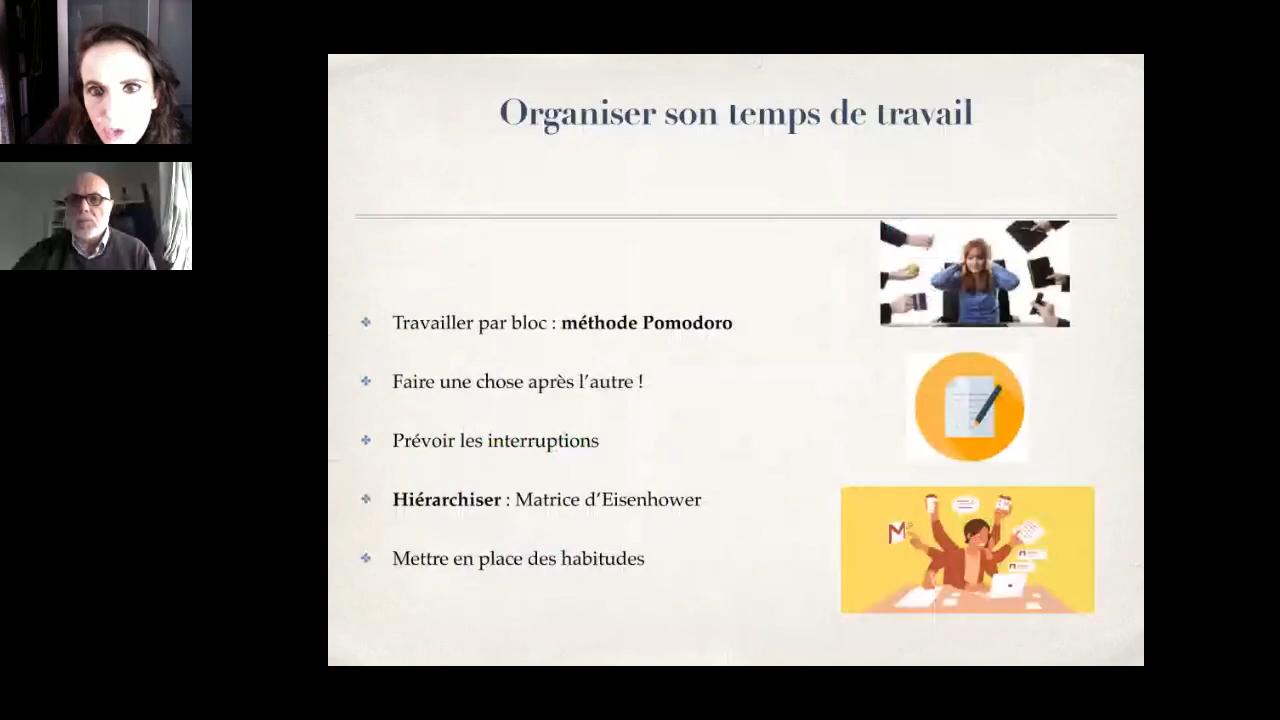 Organiser son temps de travail
Travailler par bloc : méthode Pomodoro
Faire une chose après l’autre !
Prévoir les interruptions
Hiérarchiser : Matrice d’Eisenhower
Mettre en place des habitudes